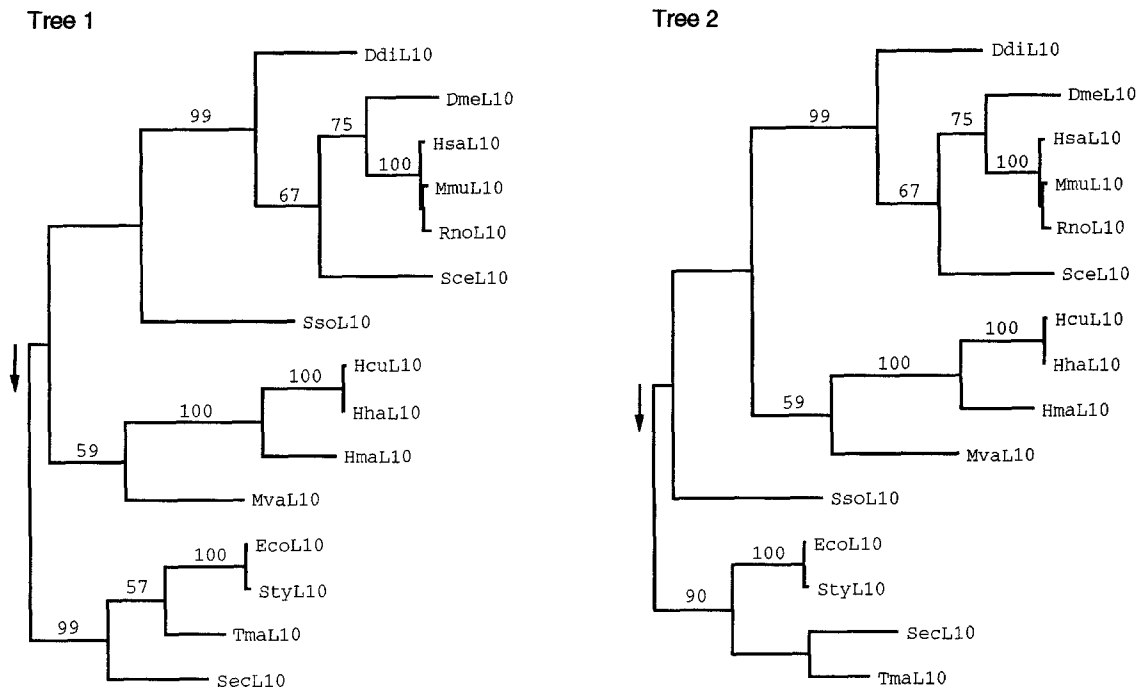 Tree 1
DdiL10
DmeL10
99
75
HsaL10
100
MmuL10
67
RnoL10
SceL10
SsoL10
HcuL10
100
HhaL10
100
HmaL10
59
MvaL10
EcoL10
100
StyL10
57
TmaL10
99
SecL10
Tree 2
DdiL10
DmeL10
99
75
HsaL10
100
MmuL10
67
RnoL10
SceL10
HcuL10
100
HhaL10
100
HmaL10
59
MvaL10
SsoL10
EcoL10
100
StyL10
90
SecL10
TmaL10